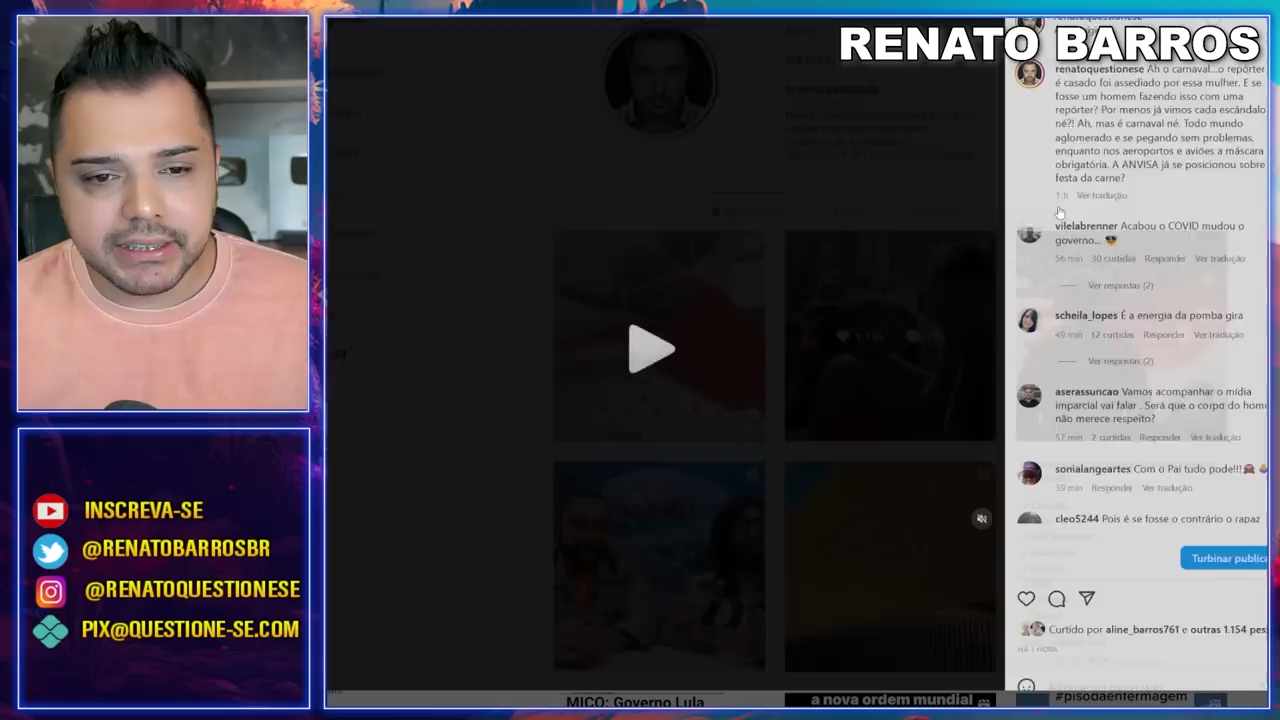 RENATO BARROS
renatoquestionese Ah o carnaval...o repórter
é casado foi assediado por essa mulher. E se
fosse um homem fazendo isso com uma
repórter? Por menos já vimos cada escândalo
né?! Ah, mas é carnaval né. Todo mundo
aglomerado e se pegando sem problemas,
enquanto nos aeroportos e aviões a máscara
obrigatória. A ANVISA já se posicionou sobre
festa da carne?
1 h Ver tradução
vilelabrenner Acabou o COVID mudou o
governo...
56 min 30 curtidas Responder Ver tradução
Ver respostas (2)
scheila_lopes É a energia da pomba gira
49 min 12 curtidas Responder Ver tradução
Ver respostas (2)
aserassuncao Vamos acompanhar o mídia
imparcial vai falar . Será que o corpo do hom
não merece respeito?
57 min 2 curtidas Responder Ver tradução
sonialangeartes Com o Pai tudo pode!!!
39 min Responder Ver tradução
cleo5244 Pois é se fosse o contrário o rapaz
Turbinar public
Curtido por aline_barros761 e outras 1.154 pes
HÁ 1 HORA
#pisodaenfermagem
MICO: Governo Lula
a nova ordem mundial
INSCREVA-SE
@RENATOBARROSBR
@RENATOQUESTIONESE
PIX@QUESTIONE-SE.COM